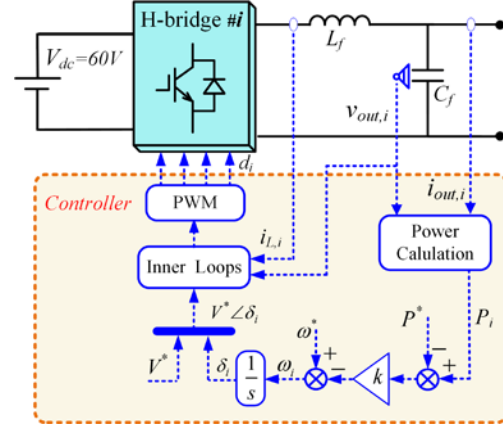 H-bridge #i
V_dc=60V
L_f
C_f
v_out,i
d_i
Controller
PWM
i_L,i
i_out,i
Inner Loops
Power
Calulation
V*∠δ_i
ω*
P*
P_i
V*
δ_i
1/s
ω_i
+
−
k
−
+